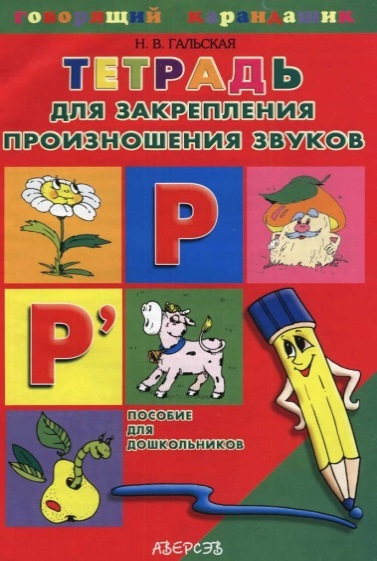 говорящий карандашик
Н. В. ГАЛЬСКАЯ
ТЕТРАДЬ
ДЛЯ ЗАКРЕПЛЕНИЯ
ПРОИЗНОШЕНИЯ ЗВУКОВ
Р
Р'
ПОСОБИЕ
ДЛЯ
ДОШКОЛЬНИКОВ
АВЕРСЭВ